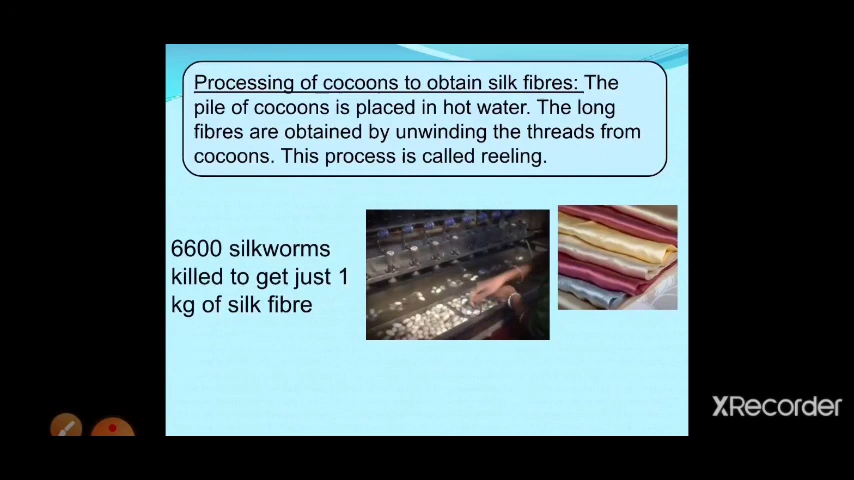 Processing of cocoons to obtain silk fibres: The
pile of cocoons is placed in hot water. The long
fibres are obtained by unwinding the threads from
cocoons. This process is called reeling.
6600 silkworms
killed to get just 1
kg of silk fibre
XRecorder